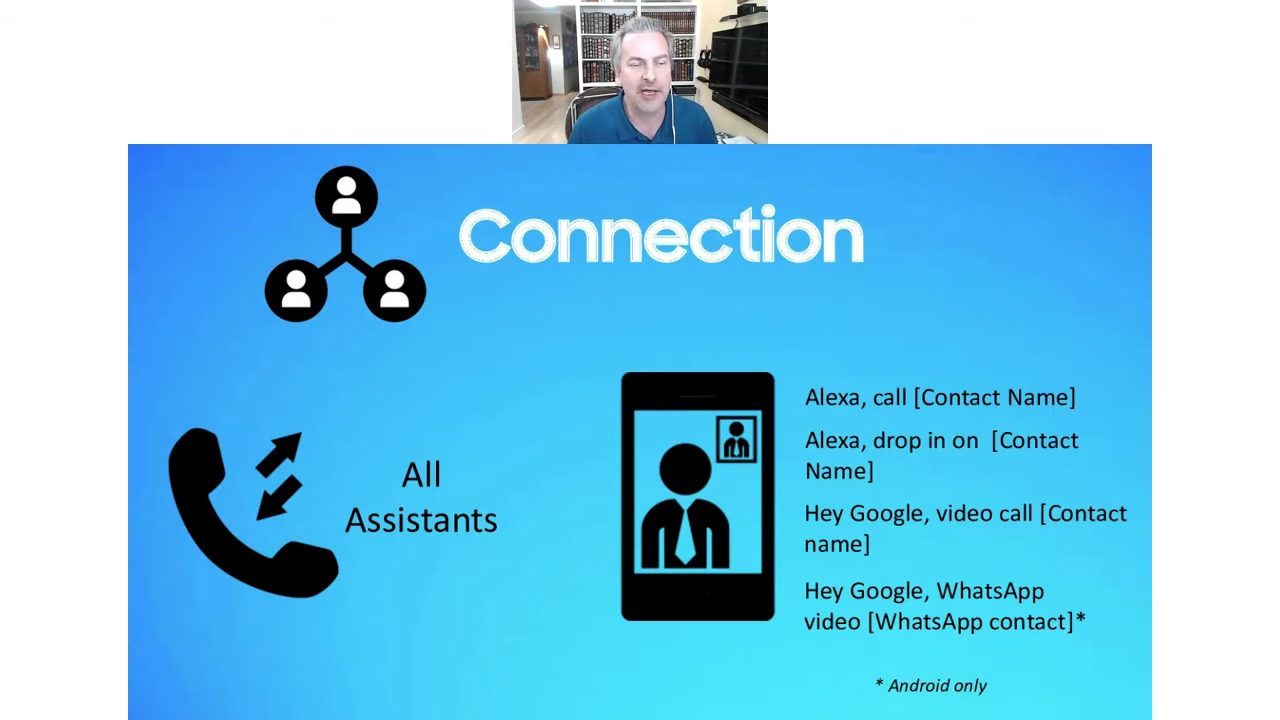 Connection
All
Assistants
Alexa, call [Contact Name]
Alexa, drop in on  [Contact
Name]
Hey Google, video call [Contact
name]
Hey Google, WhatsApp
video [WhatsApp contact]*
* Android only